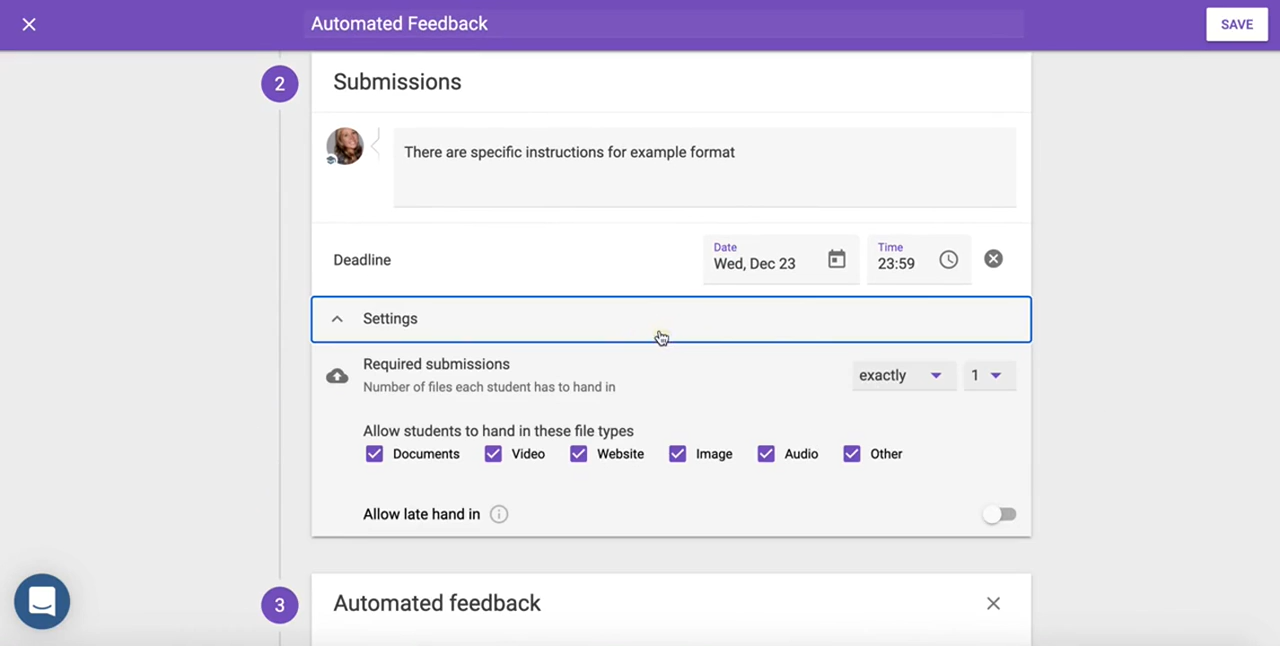 Automated Feedback
SAVE
2
Submissions
There are specific instructions for example format
Deadline
Date
Wed, Dec 23
Time
23:59
Settings
Required submissions
Number of files each student has to hand in
exactly
1
Allow students to hand in these file types
Documents
Video
Website
Image
Audio
Other
Allow late hand in
3
Automated feedback